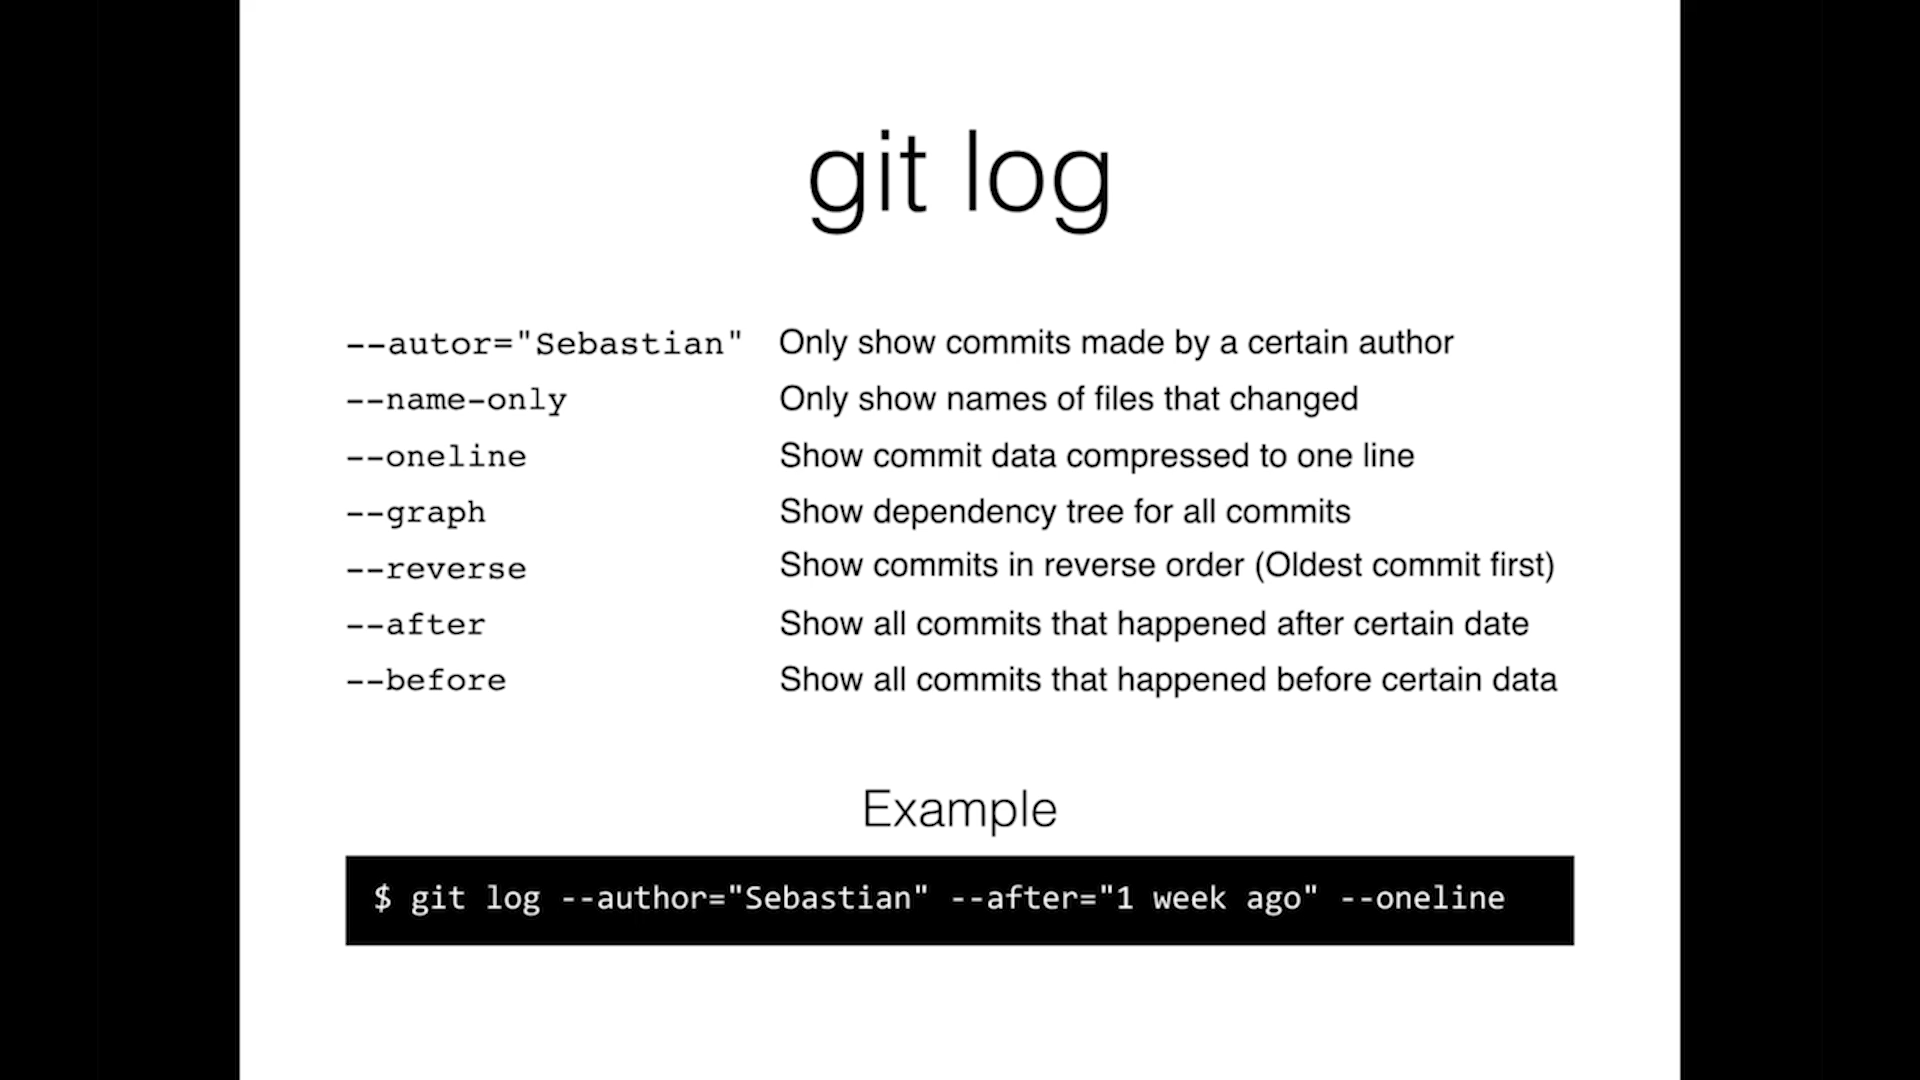 git log
--autor="Sebastian" Only show commits made by a certain author
--name-only Only show names of files that changed
--oneline Show commit data compressed to one line
--graph Show dependency tree for all commits
--reverse Show commits in reverse order (Oldest commit first)
--after Show all commits that happened after certain date
--before Show all commits that happened before certain data
Example
$ git log --author="Sebastian" --after="1 week ago" --oneline